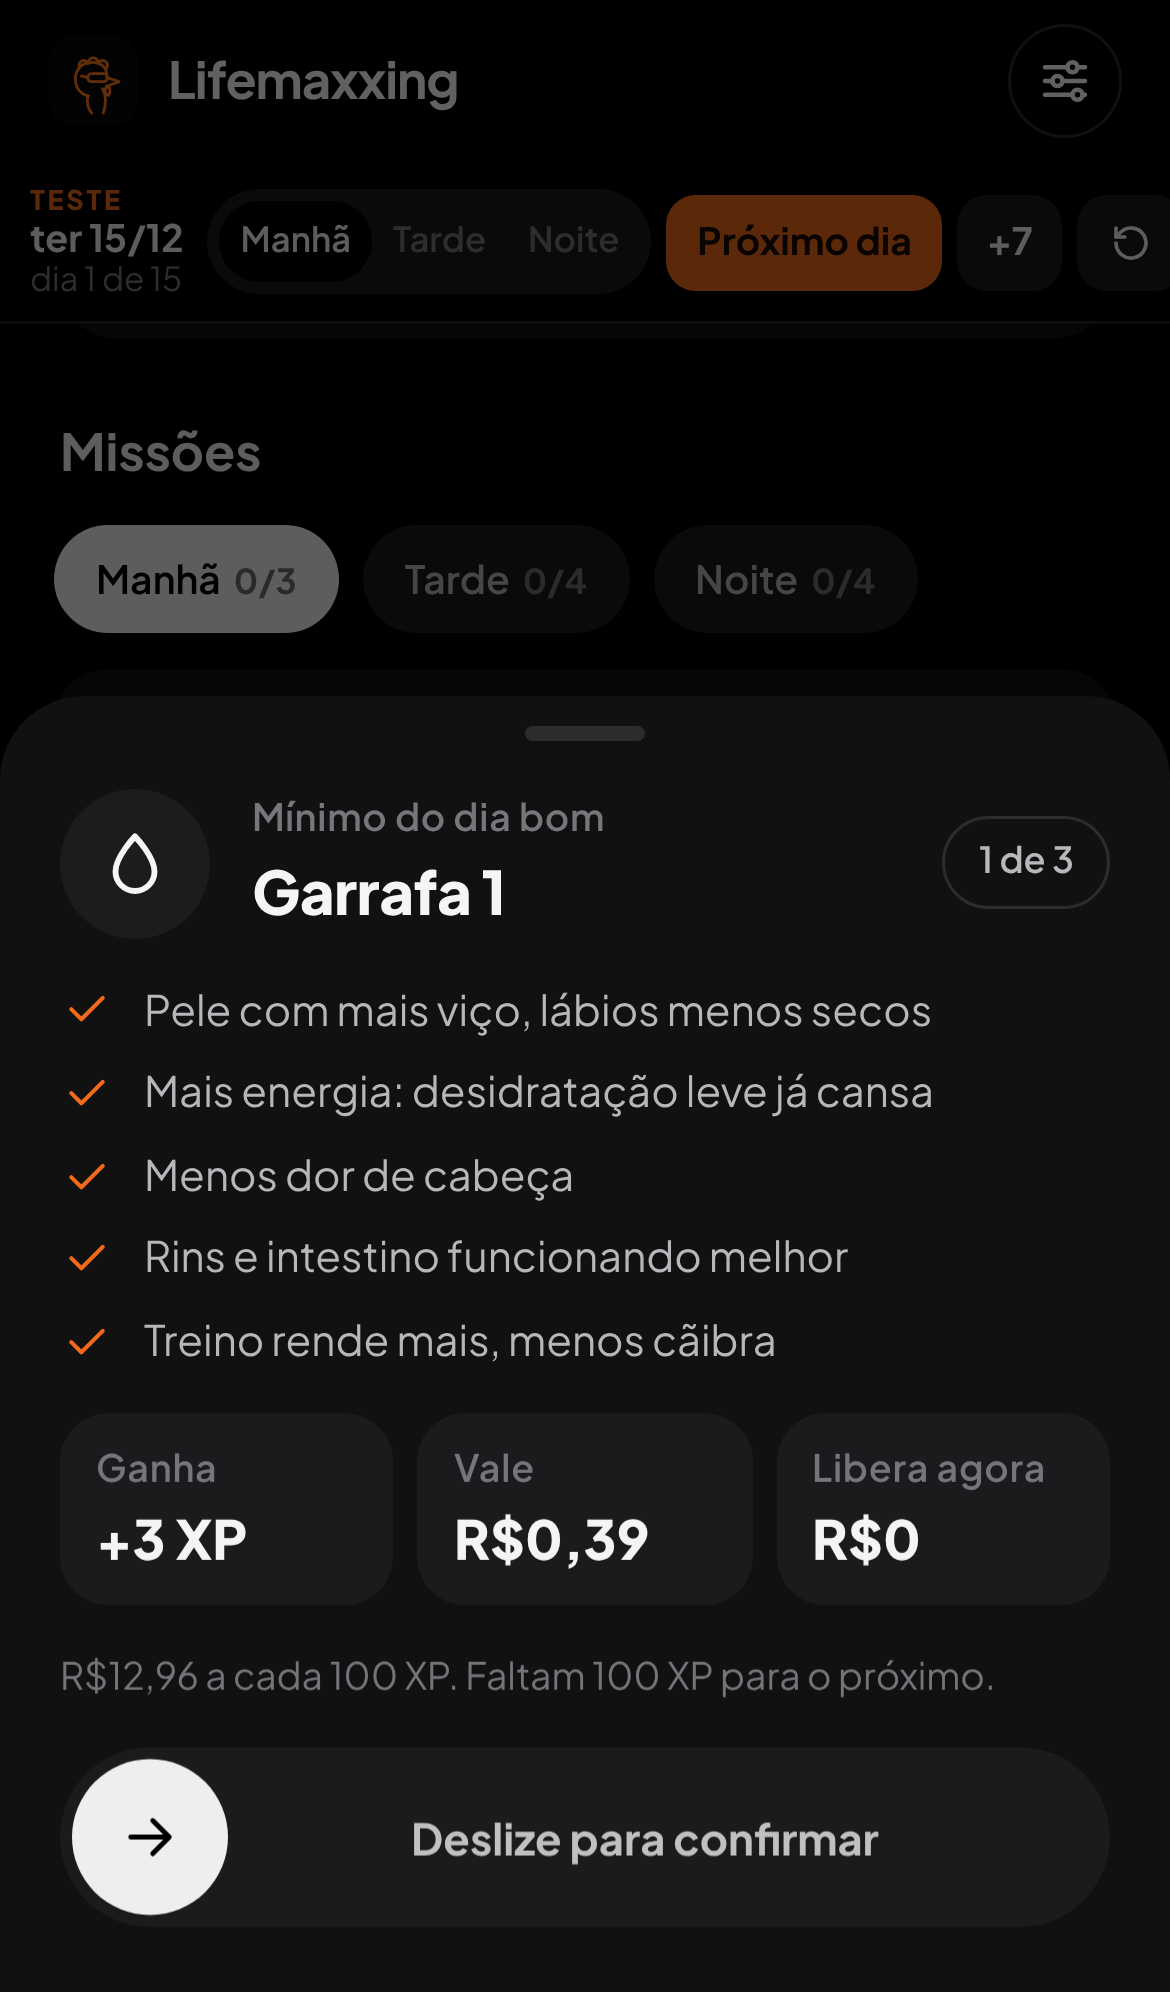 Lifemaxxing
TESTE
ter 15/12
dia 1 de 15
Manhã Tarde Noite
Próximo dia
+7
Missões
Manhã 0/3
Tarde 0/4
Noite 0/4
Mínimo do dia bom
Garrafa 1
1 de 3
Pele com mais viço, lábios menos secos
Mais energia: desidratação leve já cansa
Menos dor de cabeça
Rins e intestino funcionando melhor
Treino rende mais, menos cãibra
Ganha
+3 XP
Vale
R$0,39
Libera agora
R$0
R$12,96 a cada 100 XP. Faltam 100 XP para o próximo.
Deslize para confirmar